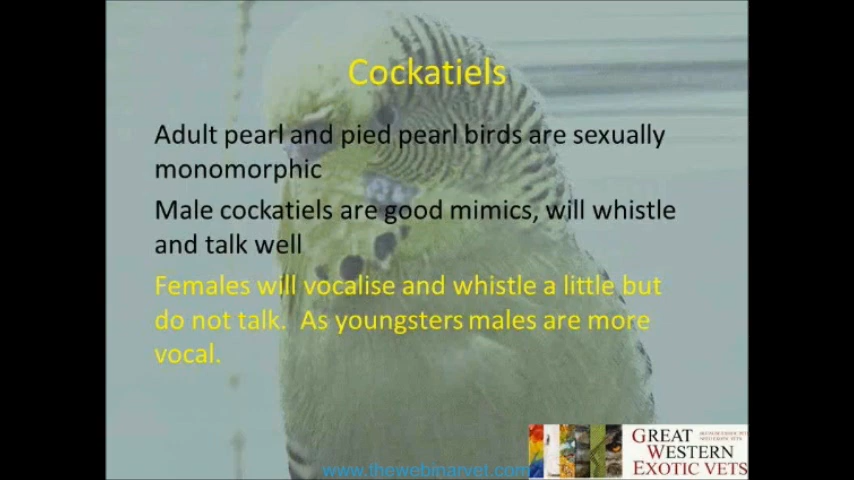 Cockatiels
Adult pearl and pied pearl birds are sexually
monomorphic
Male cockatiels are good mimics, will whistle
and talk well
Females will vocalise and whistle a little but
do not talk.  As youngsters males are more
vocal.
GREAT
WESTERN
EXOTIC VETS
www.thewebinarvet.com